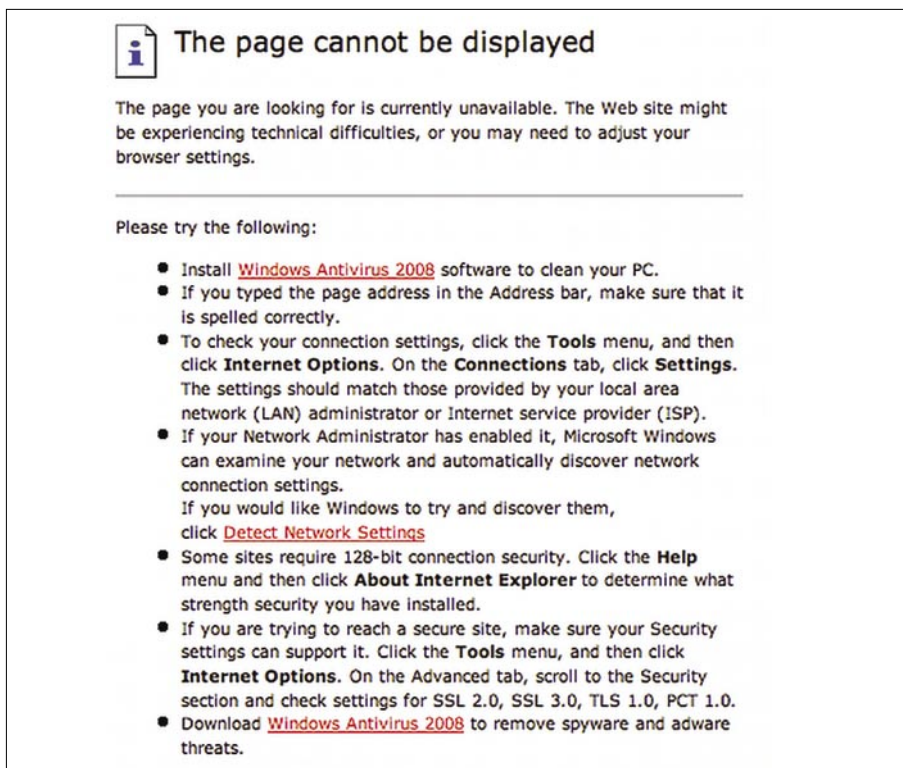 The page cannot be displayed
The page you are looking for is currently unavailable. The Web site might
be experiencing technical difficulties, or you may need to adjust your
browser settings.
Please try the following:
Install Windows Antivirus 2008 software to clean your PC.
If you typed the page address in the Address bar, make sure that it
is spelled correctly.
To check your connection settings, click the Tools menu, and then
click Internet Options. On the Connections tab, click Settings.
The settings should match those provided by your local area
network (LAN) administrator or Internet service provider (ISP).
If your Network Administrator has enabled it, Microsoft Windows
can examine your network and automatically discover network
connection settings.
If you would like Windows to try and discover them,
click Detect Network Settings
Some sites require 128-bit connection security. Click the Help
menu and then click About Internet Explorer to determine what
strength security you have installed.
If you are trying to reach a secure site, make sure your Security
settings can support it. Click the Tools menu, and then click
Internet Options. On the Advanced tab, scroll to the Security
section and check settings for SSL 2.0, SSL 3.0, TLS 1.0, PCT 1.0.
Download Windows Antivirus 2008 to remove spyware and adware
threats.